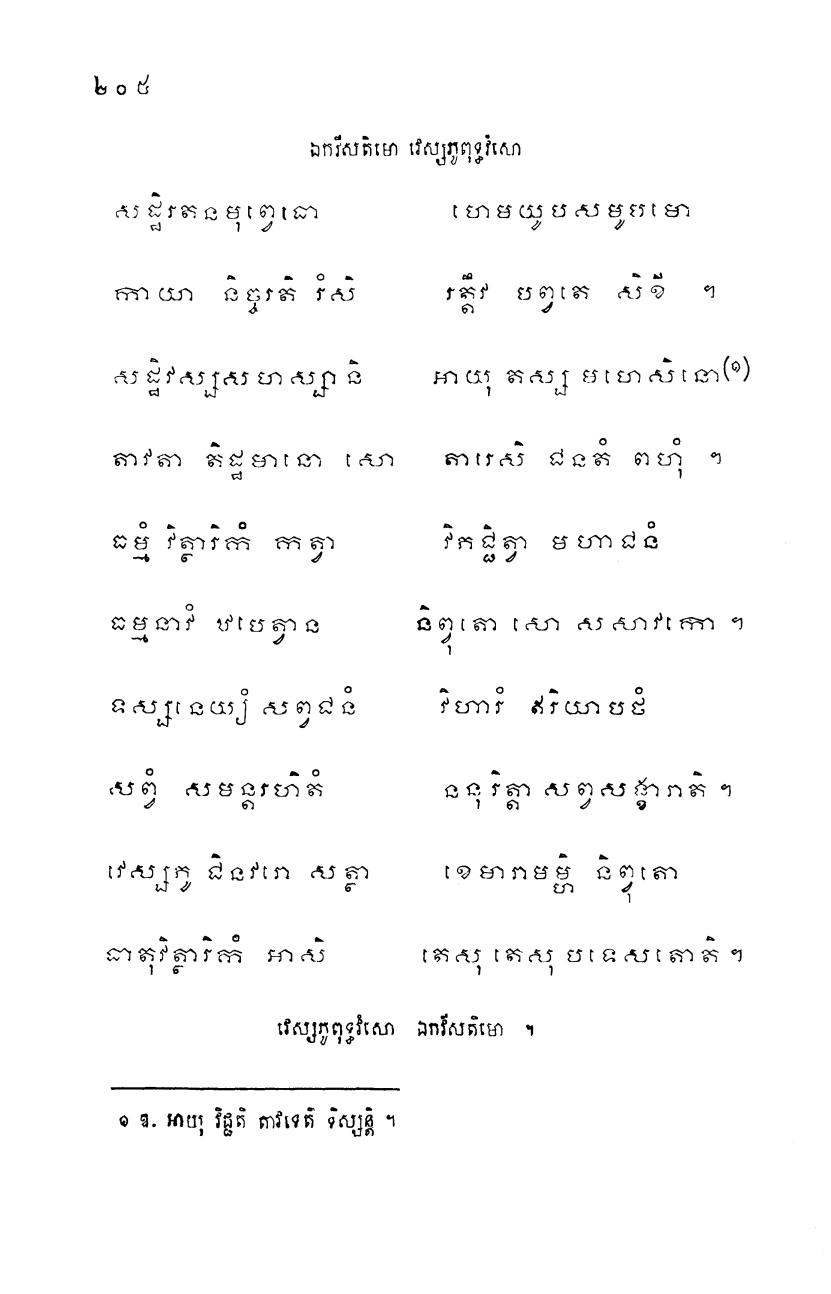 ២០៥
ឯកវីសតិមោ វេស្សភូពុទ្ធវំសោ
សដ្ឋិរតនមុព្វេធោ ហេមយូបសមូបមោ
កាយា និច្ឆរតិ រំសិ រត្តឹវ បព្វតេ សិខី ។
សដ្ឋិវស្សសហស្សានិ អាយុ តស្ស មហេសិនោ(១)
តាវតា តិដ្ឋមានោ សោ តារេសិ ជនតំ ពហុំ ។
ធម្មំ វិត្ថារិកំ កត្វា វិភជ្ជិត្វា មហាជនំ
ធម្មនាវំ ឋបេត្វាន និព្វុតោ សោ សសាវកោ ។
ទស្សនេយ្យំ សព្វជនំ វិហារំ ឥរិយាបថំ
សព្វំ សមន្តរហិតំ ននុ រិត្តា សព្វសង្ខារាតិ ។
វេស្សភូ ជិនវរោ សត្ថា ខេមារាមម្ហិ និព្វុតោ
ធាតុវិត្ថារិកំ អាសិ តេសុ តេសុ បទេសតោតិ ។
វេស្សភូពុទ្ធវំសោ ឯកវីសតិមោ ។
១ ឱ. អាយុ វិជ្ជតិ តាវទេតិ ទិស្សន្តិ ។